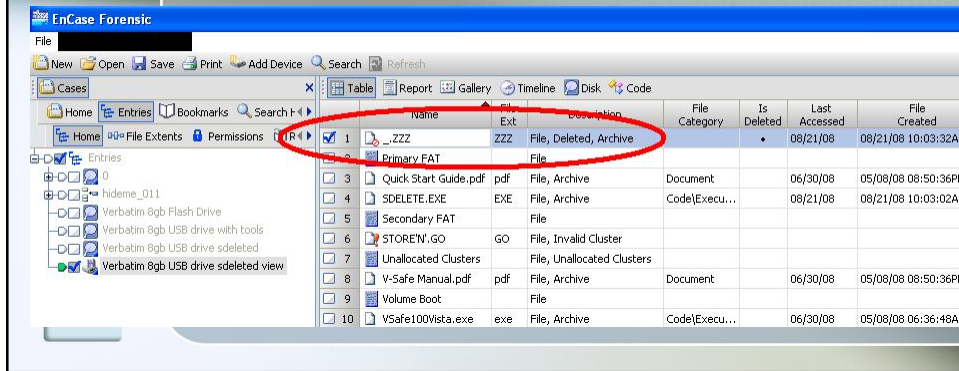 EnCase Forensic
File
New Open Save Print Add Device Search Refresh
Cases
Table Report Gallery Timeline Disk Code
Home Entries Bookmarks Search H
Home File Extents Permissions
Entries
0
hideme_011
Verbatim 8gb Flash Drive
Verbatim 8gb USB drive with tools
Verbatim 8gb USB drive sdeleted
Verbatim 8gb USB drive sdeleted view
Name File Ext Description File Category Is Deleted Last Accessed File Created
1 _.ZZZ ZZZ File, Deleted, Archive • 08/21/08 08/21/08 10:03:32A
2 Primary FAT File
3 Quick Start Guide.pdf pdf File, Archive Document 06/30/08 05/08/08 08:50:36P
4 SDELETE.EXE EXE File, Archive Code\Execu... 08/21/08 08/21/08 10:03:02A
5 Secondary FAT File
6 STORE'N'.GO GO File, Invalid Cluster
7 Unallocated Clusters File, Unallocated Clusters
8 V-Safe Manual.pdf pdf File, Archive Document 06/30/08 05/08/08 08:50:36P
9 Volume Boot File
10 VSafe100Vista.exe exe File, Archive Code\Execu... 06/30/08 05/08/08 06:36:48A